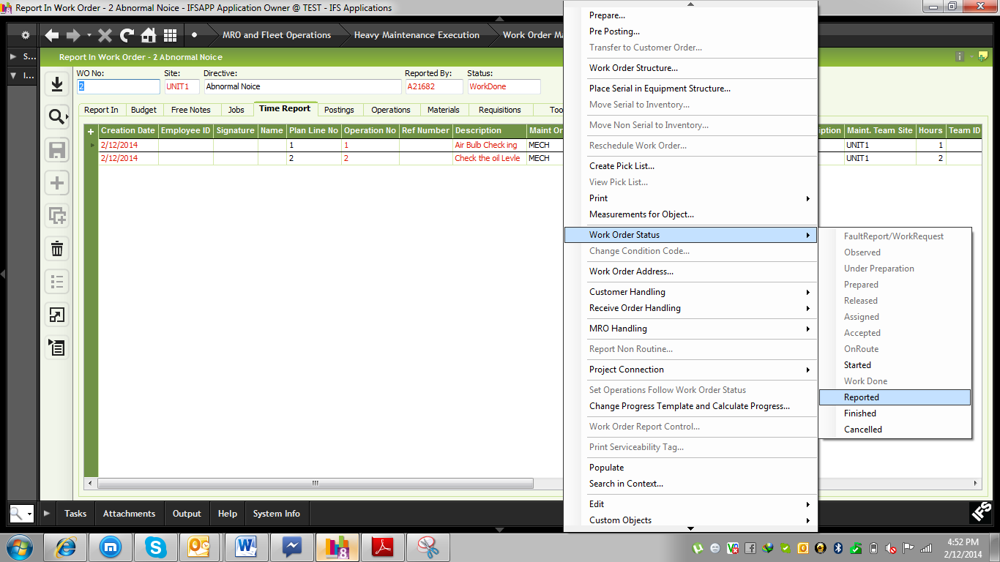 Report In Work Order - 2 Abnormal Noice - IFSAPP Application Owner @ TEST - IFS Applications
MRO and Fleet Operations Heavy Maintenance Execution Work Order Ma
S... Report In Work Order - 2 Abnormal Noice
I...
WO No: Site: Directive: Reported By: Status:
2 UNIT1 Abnormal Noice A21682 WorkDone
Report In Budget Free Notes Jobs Time Report Postings Operations Materials Requisitions Too
Creation Date Employee ID Signature Name Plan Line No Operation No Ref Number Description Maint Or ption Maint. Team Site Hours Team ID
2/12/2014 1 1 Air Bulb Check ing MECH UNIT1 1
2/12/2014 2 2 Check the oil Levle MECH UNIT1 2
Prepare...
Pre Posting...
Transfer to Customer Order...
Work Order Structure...
Place Serial in Equipment Structure...
Move Serial to Inventory...
Move Non Serial to Inventory...
Reschedule Work Order...
Create Pick List...
View Pick List...
Print
Measurements for Object...
Work Order Status
Change Condition Code...
Work Order Address...
Customer Handling
Receive Order Handling
MRO Handling
Report Non Routine...
Project Connection
Set Operations Follow Work Order Status
Change Progress Template and Calculate Progress...
Work Order Report Control...
Print Serviceability Tag...
Populate
Search in Context...
Edit
Custom Objects
FaultReport/WorkRequest
Observed
Under Preparation
Prepared
Released
Assigned
Accepted
OnRoute
Started
Work Done
Reported
Finished
Cancelled
Tasks Attachments Output Help System Info IFS
4:52 PM
2/12/2014